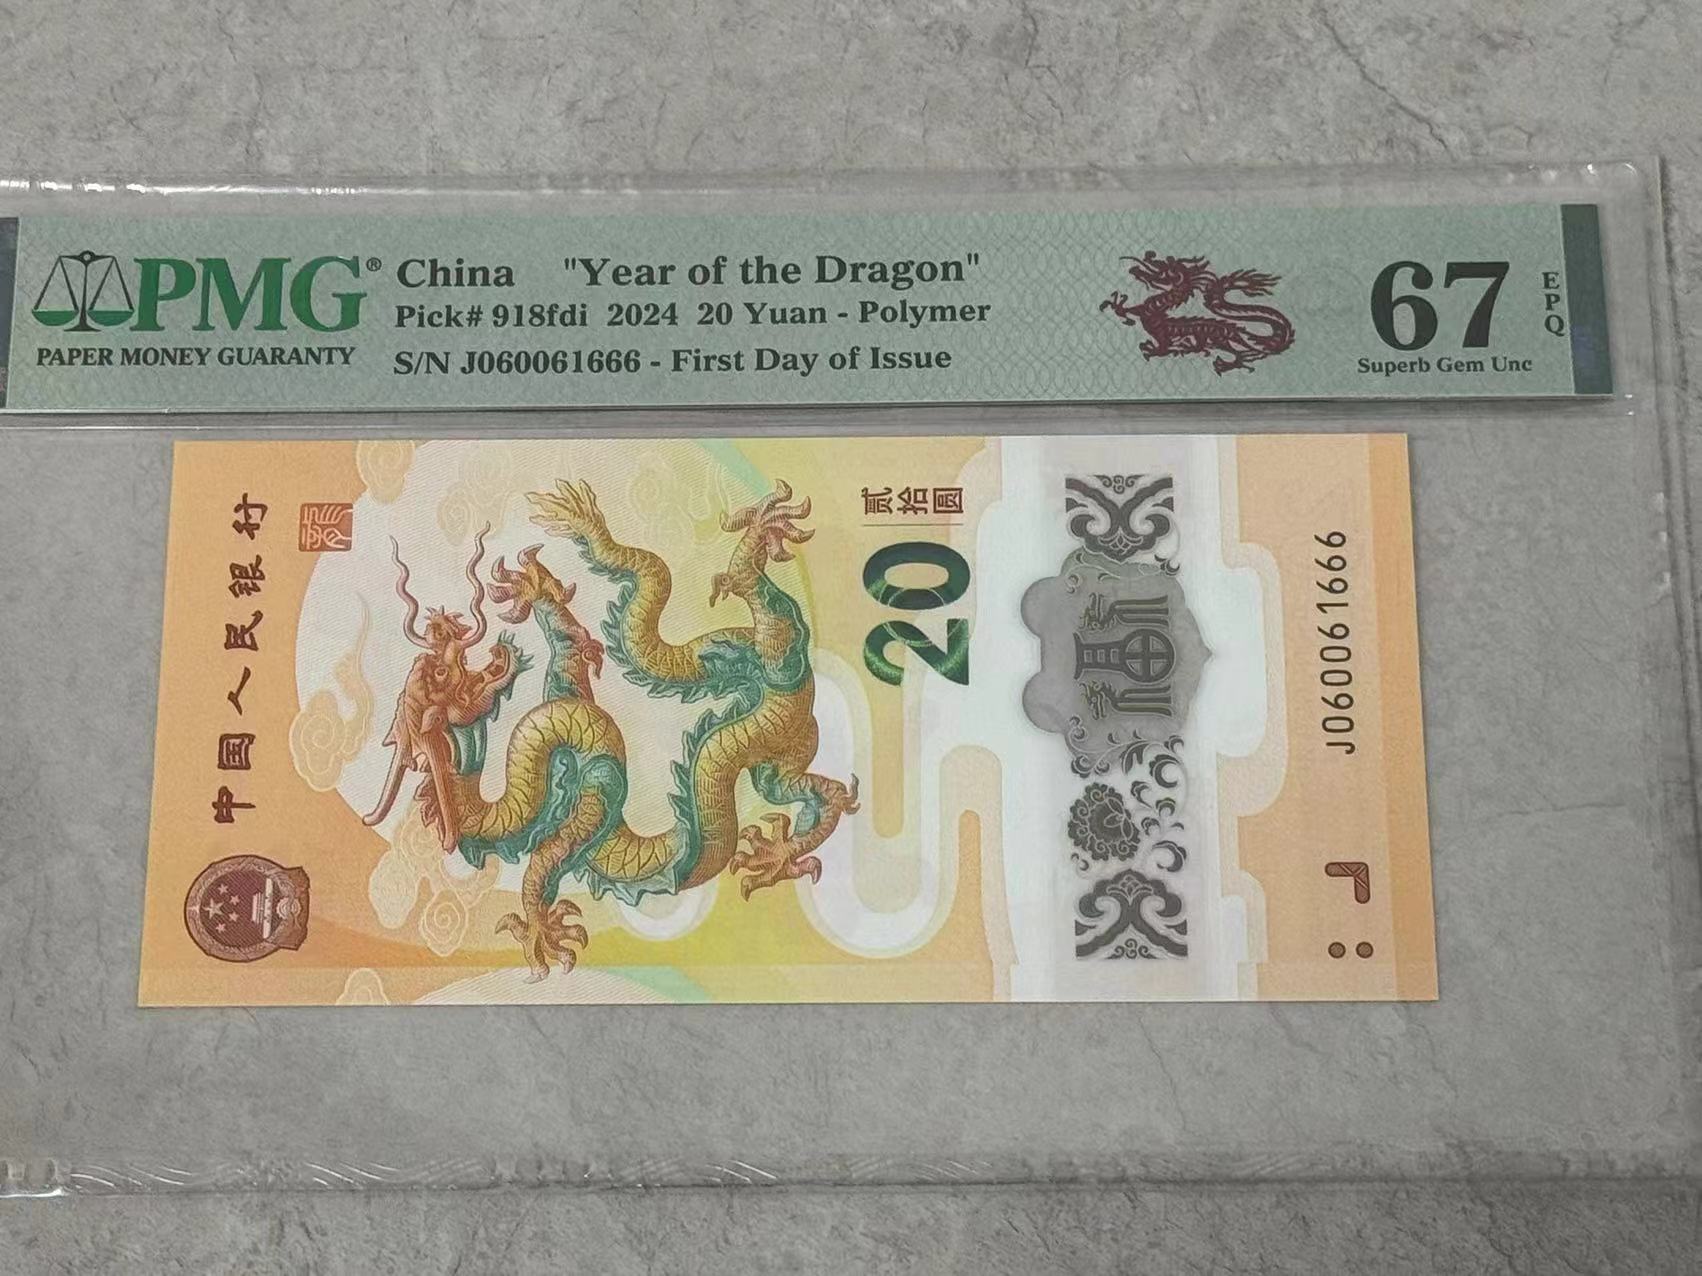 PMG® China "Year of the Dragon"
Pick# 918fdi 2024 20 Yuan - Polymer
PAPER MONEY GUARANTY
S/N J060061666 - First Day of Issue
67
EPQ
Superb Gem Unc
中国人民银行
贰拾圆
20
J060061666